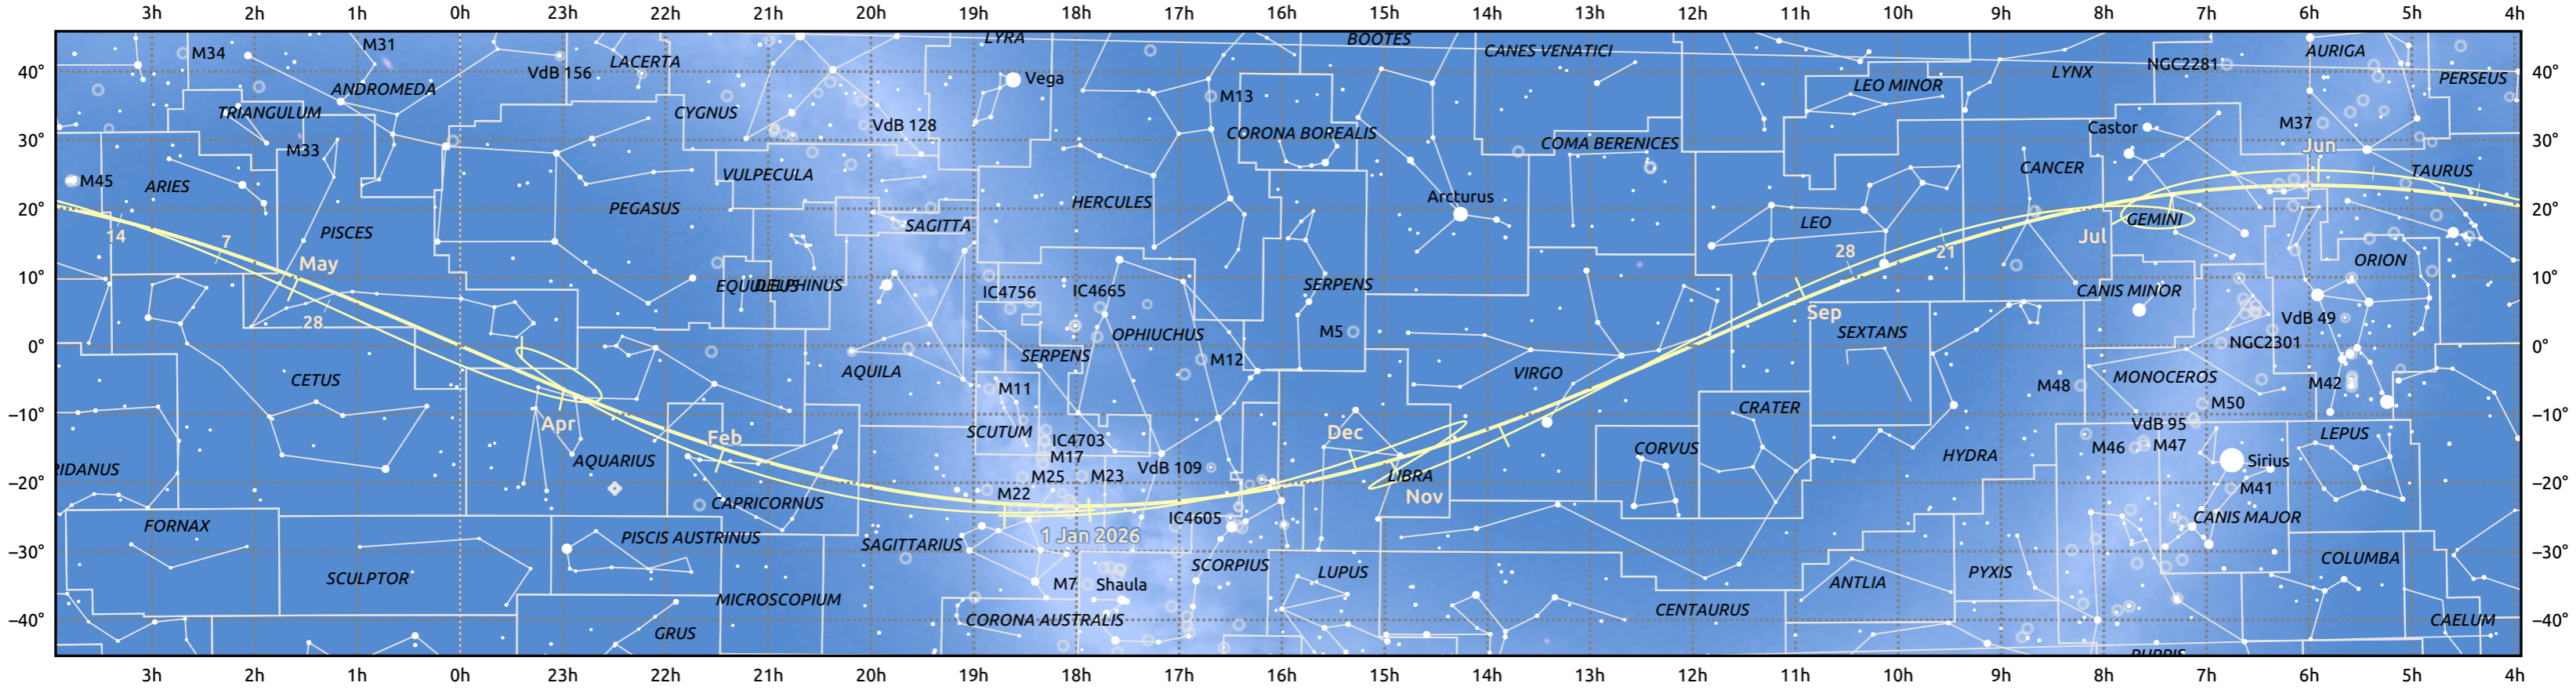 3h 2h 1h 0h 23h 22h 21h 20h 19h 18h 17h 16h 15h 14h 13h 12h 11h 10h 9h 8h 7h 6h 5h 4h
LYRA
BOOTES
M34
M31
CANES VENATICI
AURIGA
LACERTA
NGC2281
40°
VdB 156
LYNX
PERSEUS
40°
Vega
ANDROMEDA
LEO MINOR
M13
TRIANGULUM
CYGNUS
VdB 128
M37
Castor
CORONA BOREALIS
30°
COMA BERENICES
30°
M33
Jun
CANCER
TAURUS
M45
ARIES
VULPECULA
Arcturus
HERCULES
20°
PEGASUS
20°
GEMINI
LEO
SAGITTA
PISCES
14
7
Jul
28
21
May
ORION
10°
EQUULEUS
DELPHINUS
SERPENS
10°
IC4756
IC4665
CANIS MINOR
28
Sep
VdB 49
OPHIUCHUS
M5
SEXTANS
0°
NGC2301
0°
SERPENS
M12
AQUILA
VIRGO
CETUS
MONOCEROS
M48
M42
M11
M50
−10°
CRATER
−10°
Apr
VdB 95
SCUTUM
Dec
LEPUS
Feb
IC4703
M46
M47
CORVUS
M17
HYDRA
AQUARIUS
Sirius
RIDANUS
VdB 109
M25
M23
LIBRA
−20°
−20°
M22
M41
Nov
CAPRICORNUS
IC4605
CANIS MAJOR
FORNAX
1 Jan 2026
PISCIS AUSTRINUS
SAGITTARIUS
−30°
−30°
COLUMBA
SCORPIUS
LUPUS
PYXIS
SCULPTOR
ANTLIA
M7
Shaula
MICROSCOPIUM
CENTAURUS
−40°
CORONA AUSTRALIS
CAELUM
−40°
GRUS
PUPPIS
3h 2h 1h 0h 23h 22h 21h 20h 19h 18h 17h 16h 15h 14h 13h 12h 11h 10h 9h 8h 7h 6h 5h 4h